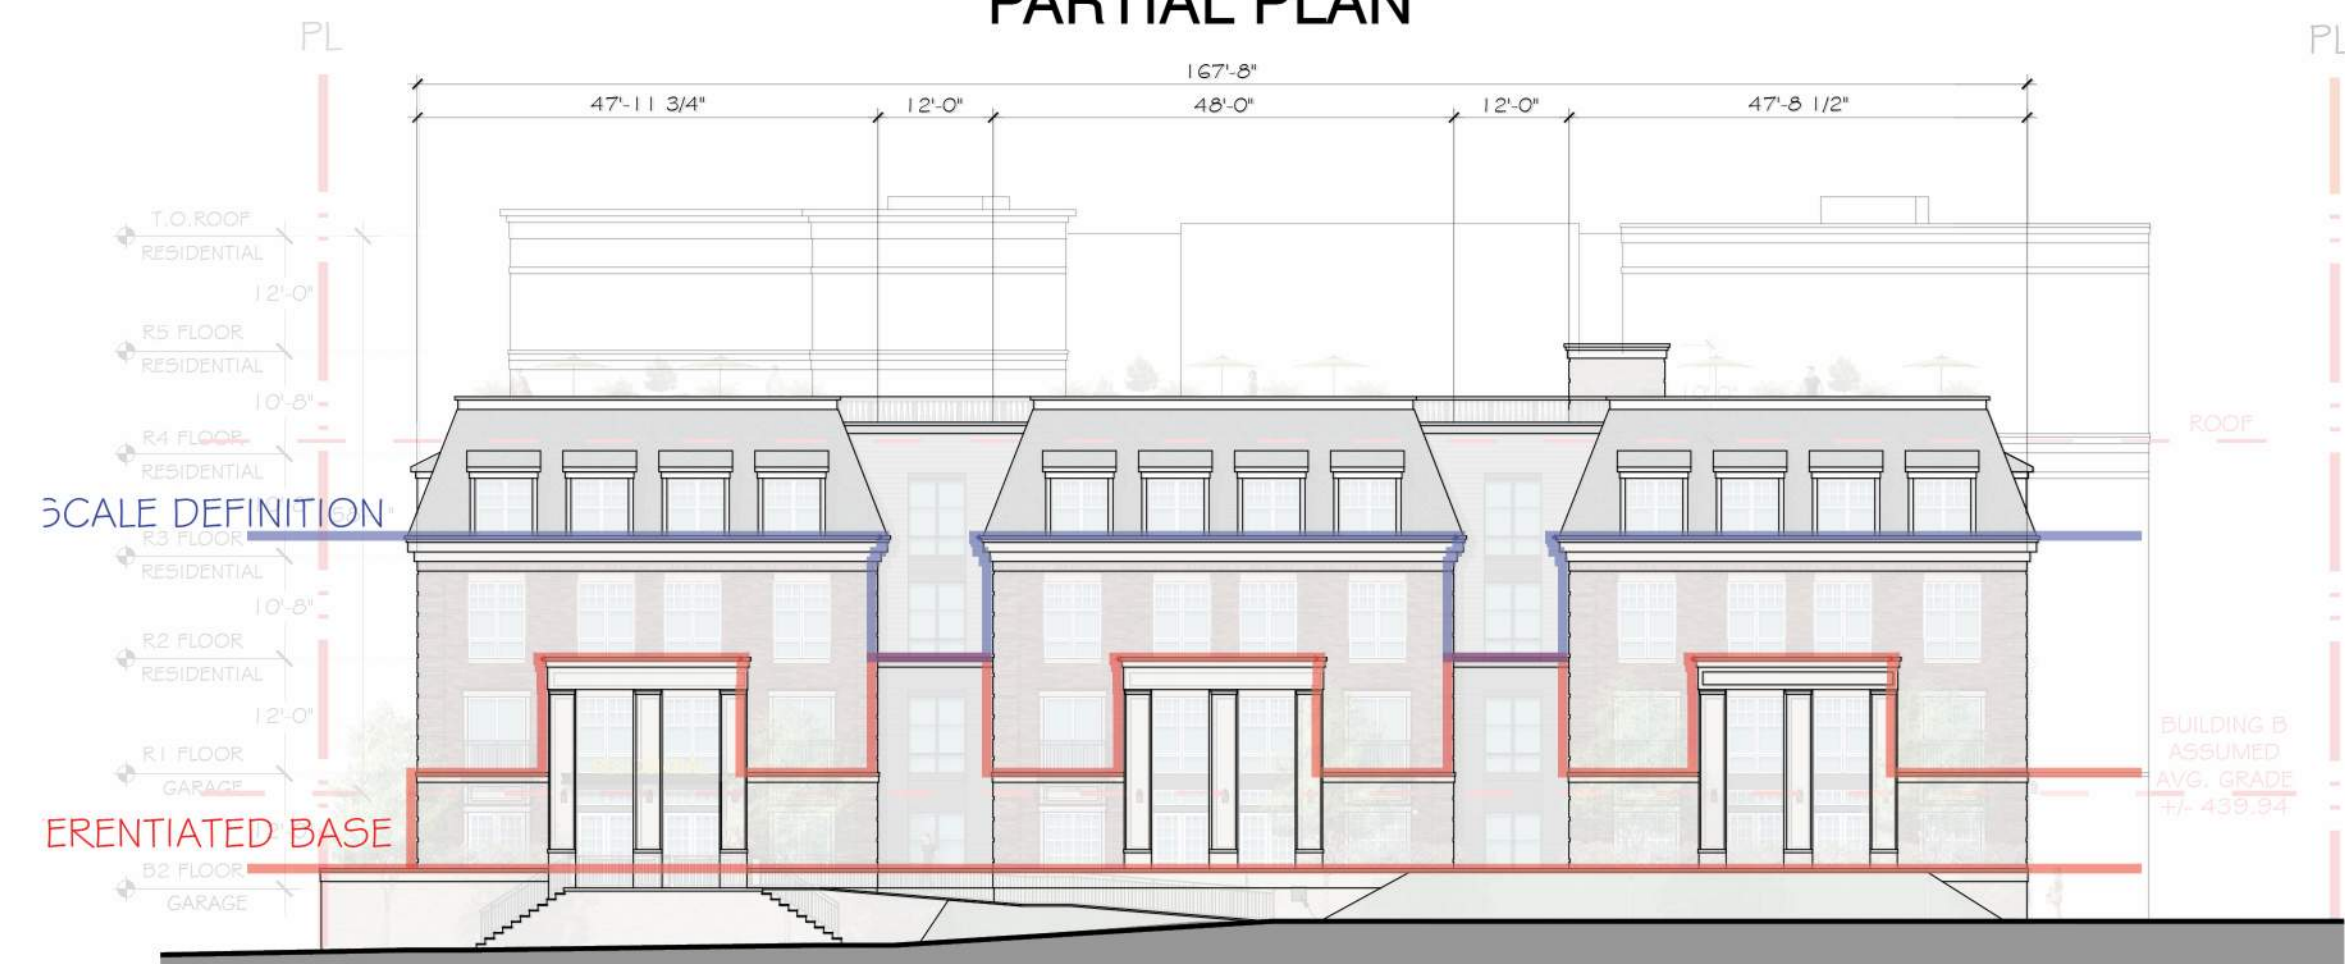 PARTIAL PLAN
PL
PL
167'-8"
47'-11 3/4"
12'-0"
48'-0"
12'-0"
47'-8 1/2"
T.O.ROOF
RESIDENTIAL
12'-0"
R5 FLOOR
RESIDENTIAL
10'-8"
R4 FLOOR
RESIDENTIAL
ROOF
SCALE DEFINITION
R3 FLOOR
RESIDENTIAL
10'-8"
R2 FLOOR
RESIDENTIAL
12'-0"
R1 FLOOR
GARAGE
BUILDING B
ASSUMED
AVG. GRADE
+/- 439.94
ERENTIATED BASE
B2 FLOOR
GARAGE